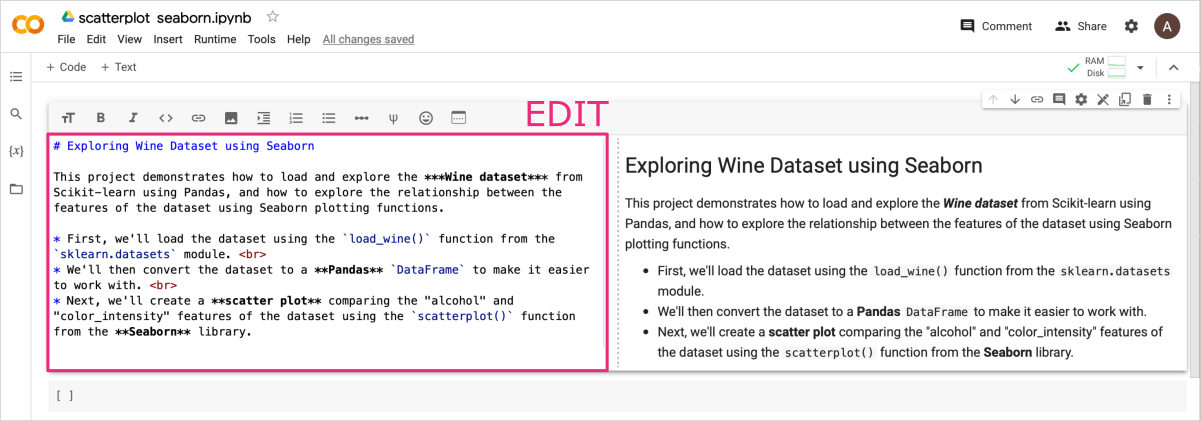 scatterplot seaborn.ipynb
File Edit View Insert Runtime Tools Help All changes saved
Comment Share A
+ Code + Text
RAM
Disk
EDIT
# Exploring Wine Dataset using Seaborn
This project demonstrates how to load and explore the ***Wine dataset*** from
Scikit-learn using Pandas, and how to explore the relationship between the
features of the dataset using Seaborn plotting functions.
* First, we'll load the dataset using the `load_wine()` function from the
`sklearn.datasets` module. <br>
* We'll then convert the dataset to a **Pandas** `DataFrame` to make it easier
to work with. <br>
* Next, we'll create a **scatter plot** comparing the "alcohol" and
"color_intensity" features of the dataset using the `scatterplot()` function
from the **Seaborn** library.
Exploring Wine Dataset using Seaborn
This project demonstrates how to load and explore the Wine dataset from Scikit-learn using
Pandas, and how to explore the relationship between the features of the dataset using Seaborn
plotting functions.
• First, we'll load the dataset using the load_wine() function from the sklearn.datasets
module.
• We'll then convert the dataset to a Pandas DataFrame to make it easier to work with.
• Next, we'll create a scatter plot comparing the "alcohol" and "color_intensity" features of
the dataset using the scatterplot() function from the Seaborn library.
[ ]